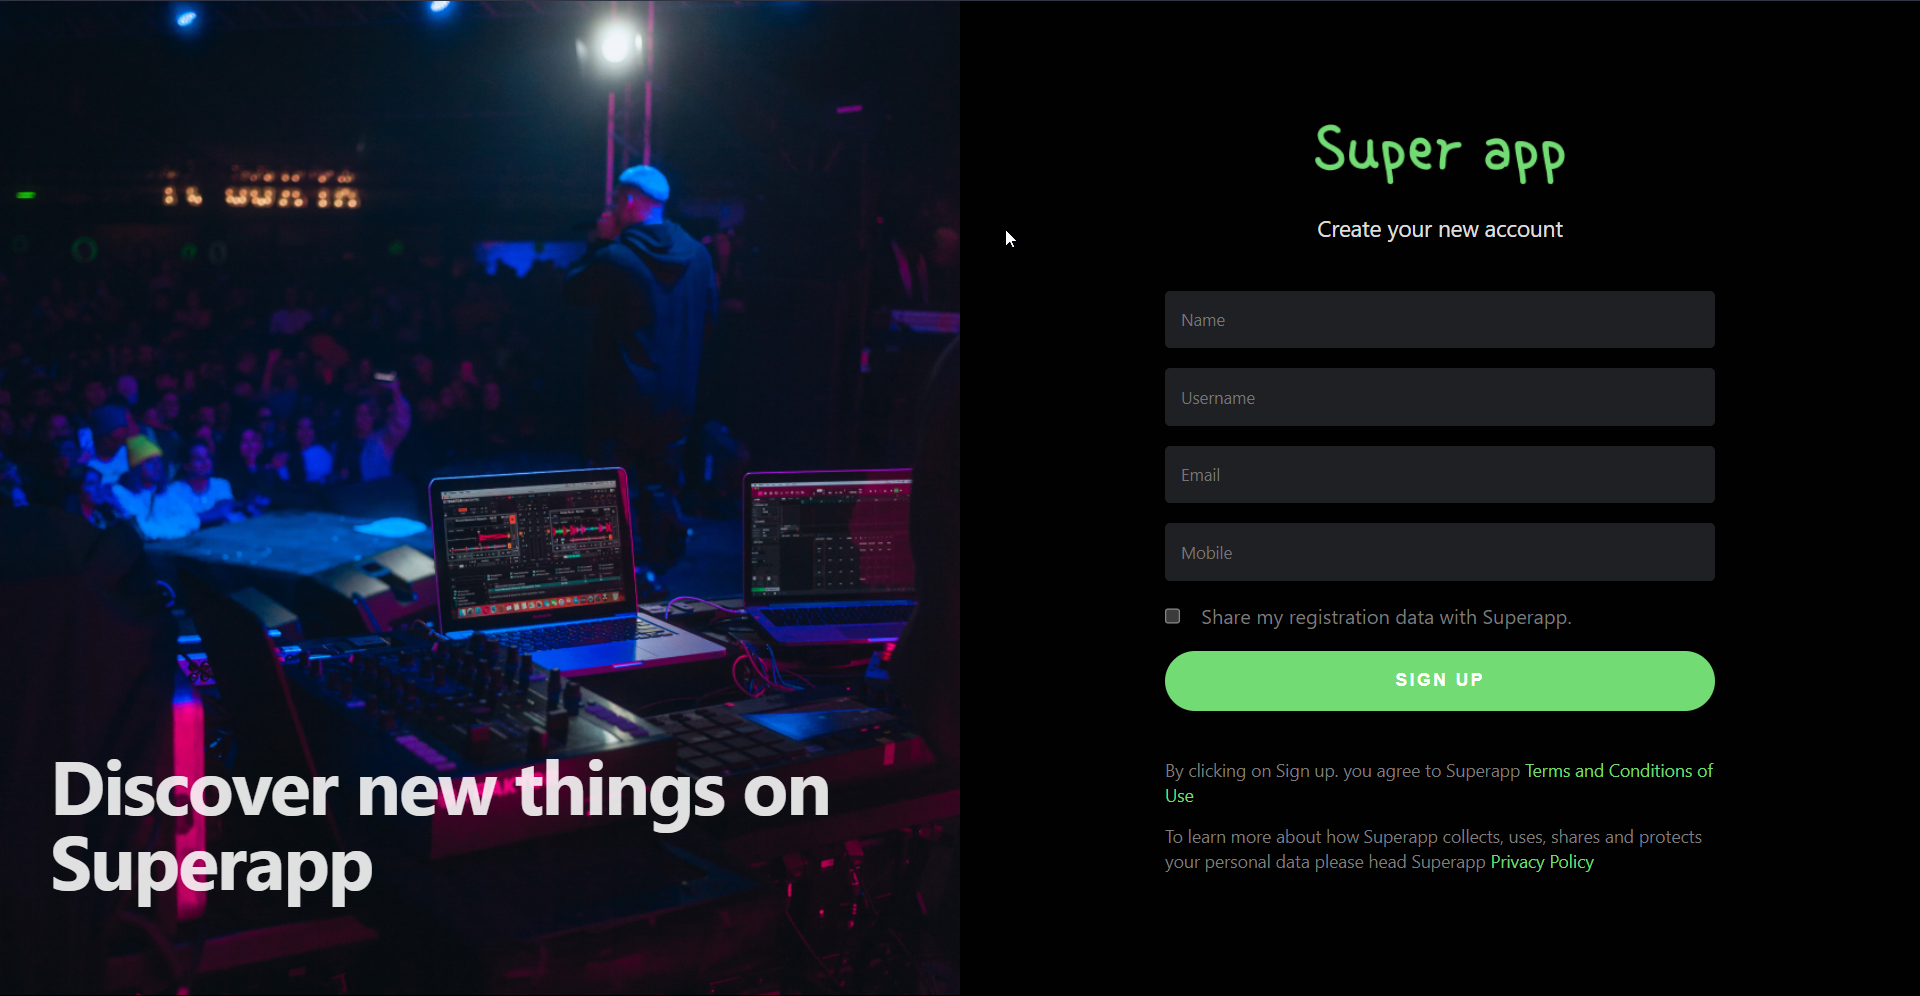 Discover new things on
Superapp
Super app
Create your new account
Name
Username
Email
Mobile
Share my registration data with Superapp.
SIGN UP
By clicking on Sign up. you agree to Superapp Terms and Conditions of
Use
To learn more about how Superapp collects, uses, shares and protects
your personal data please head Superapp Privacy Policy